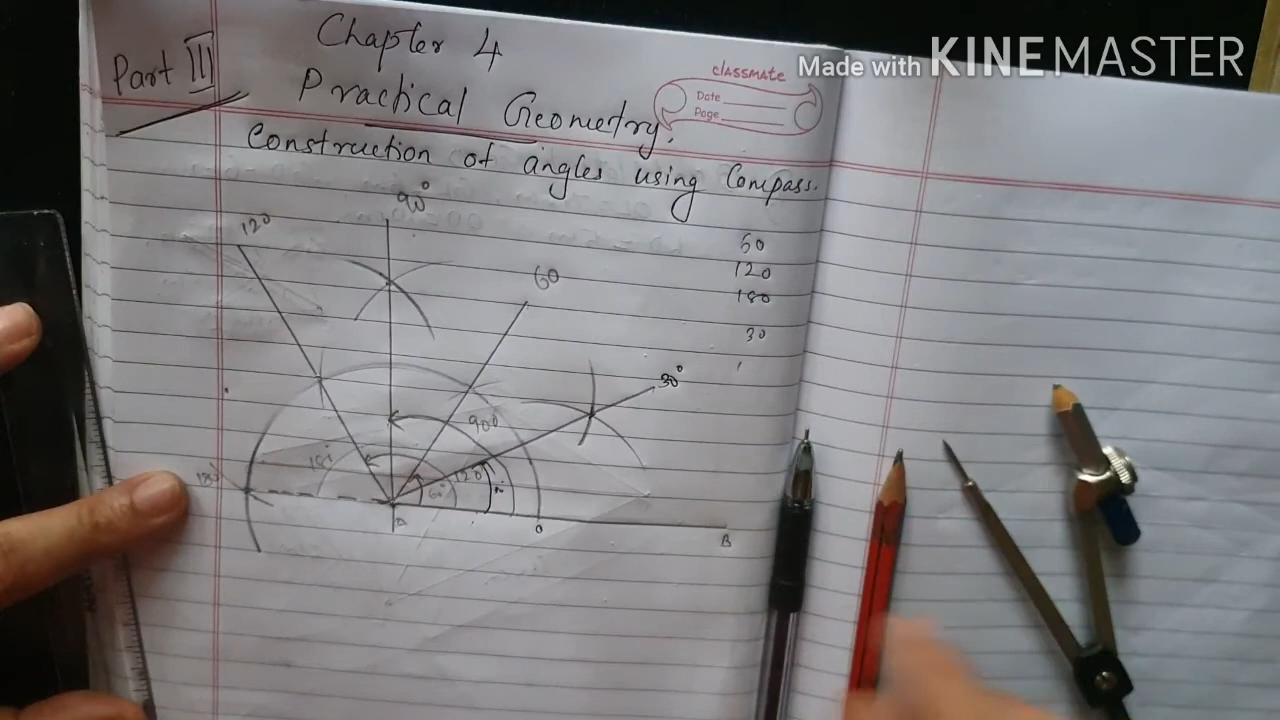 Made with KINEMASTER
Chapter 4
Part III
Practical Geometry.
classmate
Date
Page
Construction of angles using Compass.
90°
120
60
60
120
180
30
30°
90°
180
120
60
A
O
B